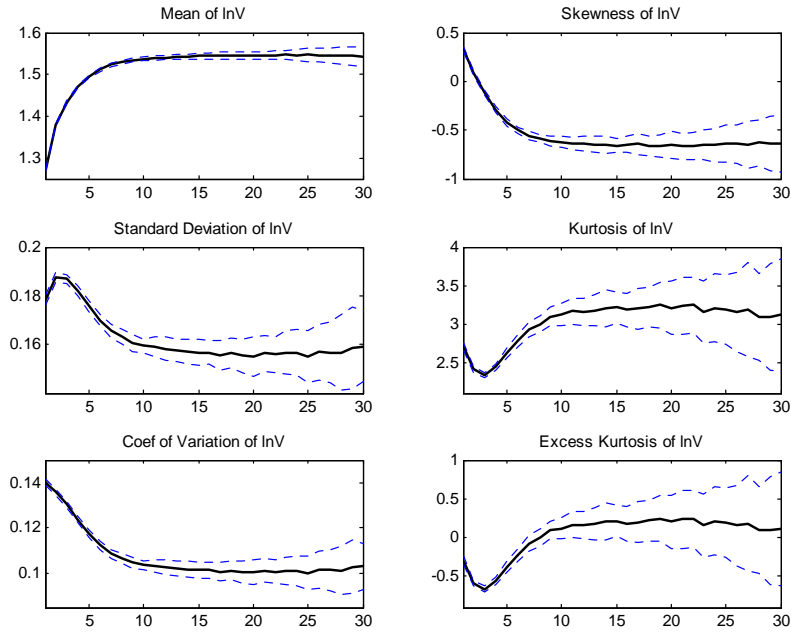 Mean of lnV
1.6
1.5
1.4
1.3
5 10 15 20 25 30
Skewness of lnV
0.5
0
-0.5
-1
5 10 15 20 25 30
Standard Deviation of lnV
0.2
0.18
0.16
5 10 15 20 25 30
Kurtosis of lnV
4
3.5
3
2.5
5 10 15 20 25 30
Coef of Variation of lnV
0.14
0.12
0.1
5 10 15 20 25 30
Excess Kurtosis of lnV
1
0.5
0
-0.5
5 10 15 20 25 30